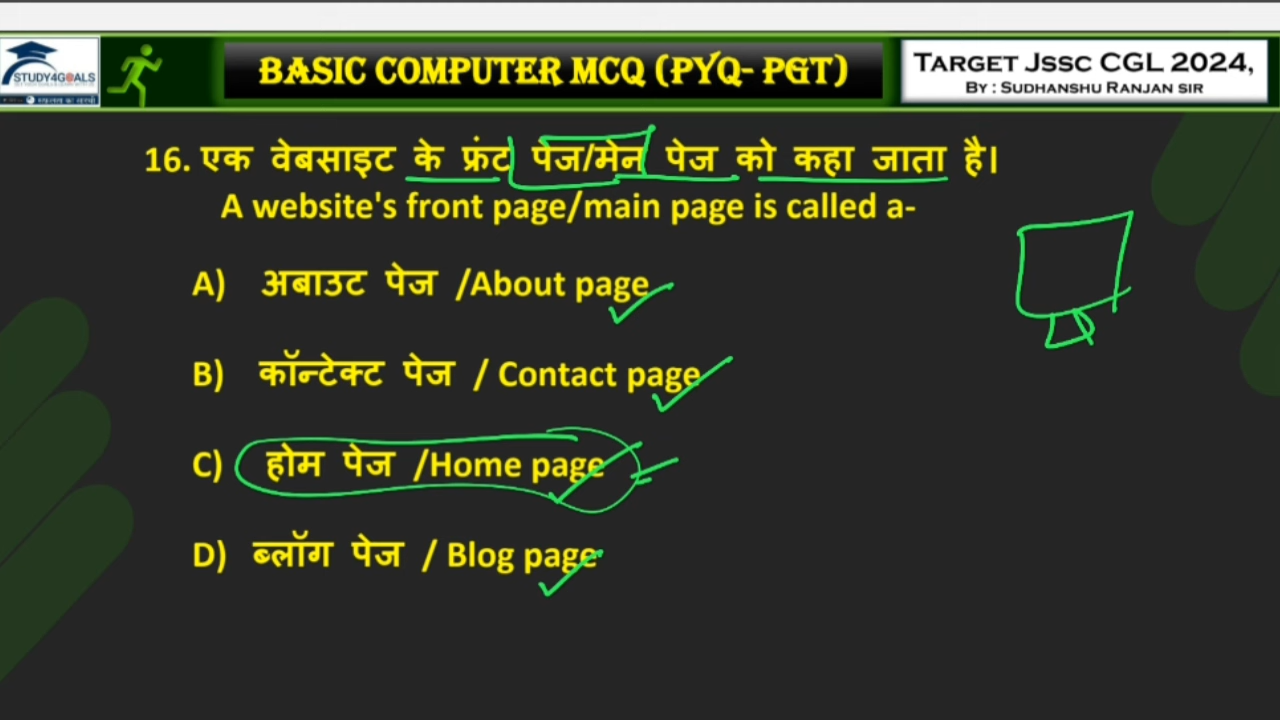 STUDY4GOALS
BASIC COMPUTER MCQ (PYQ- PGT)
TARGET JSSC CGL 2024,
BY : SUDHANSHU RANJAN SIR
16. एक वेबसाइट के फ्रंट पेज/मेन पेज को कहा जाता है।
A website's front page/main page is called a-
A) अबाउट पेज /About page
B) कॉन्टेक्ट पेज / Contact page
C) होम पेज /Home page
D) ब्लॉग पेज / Blog page